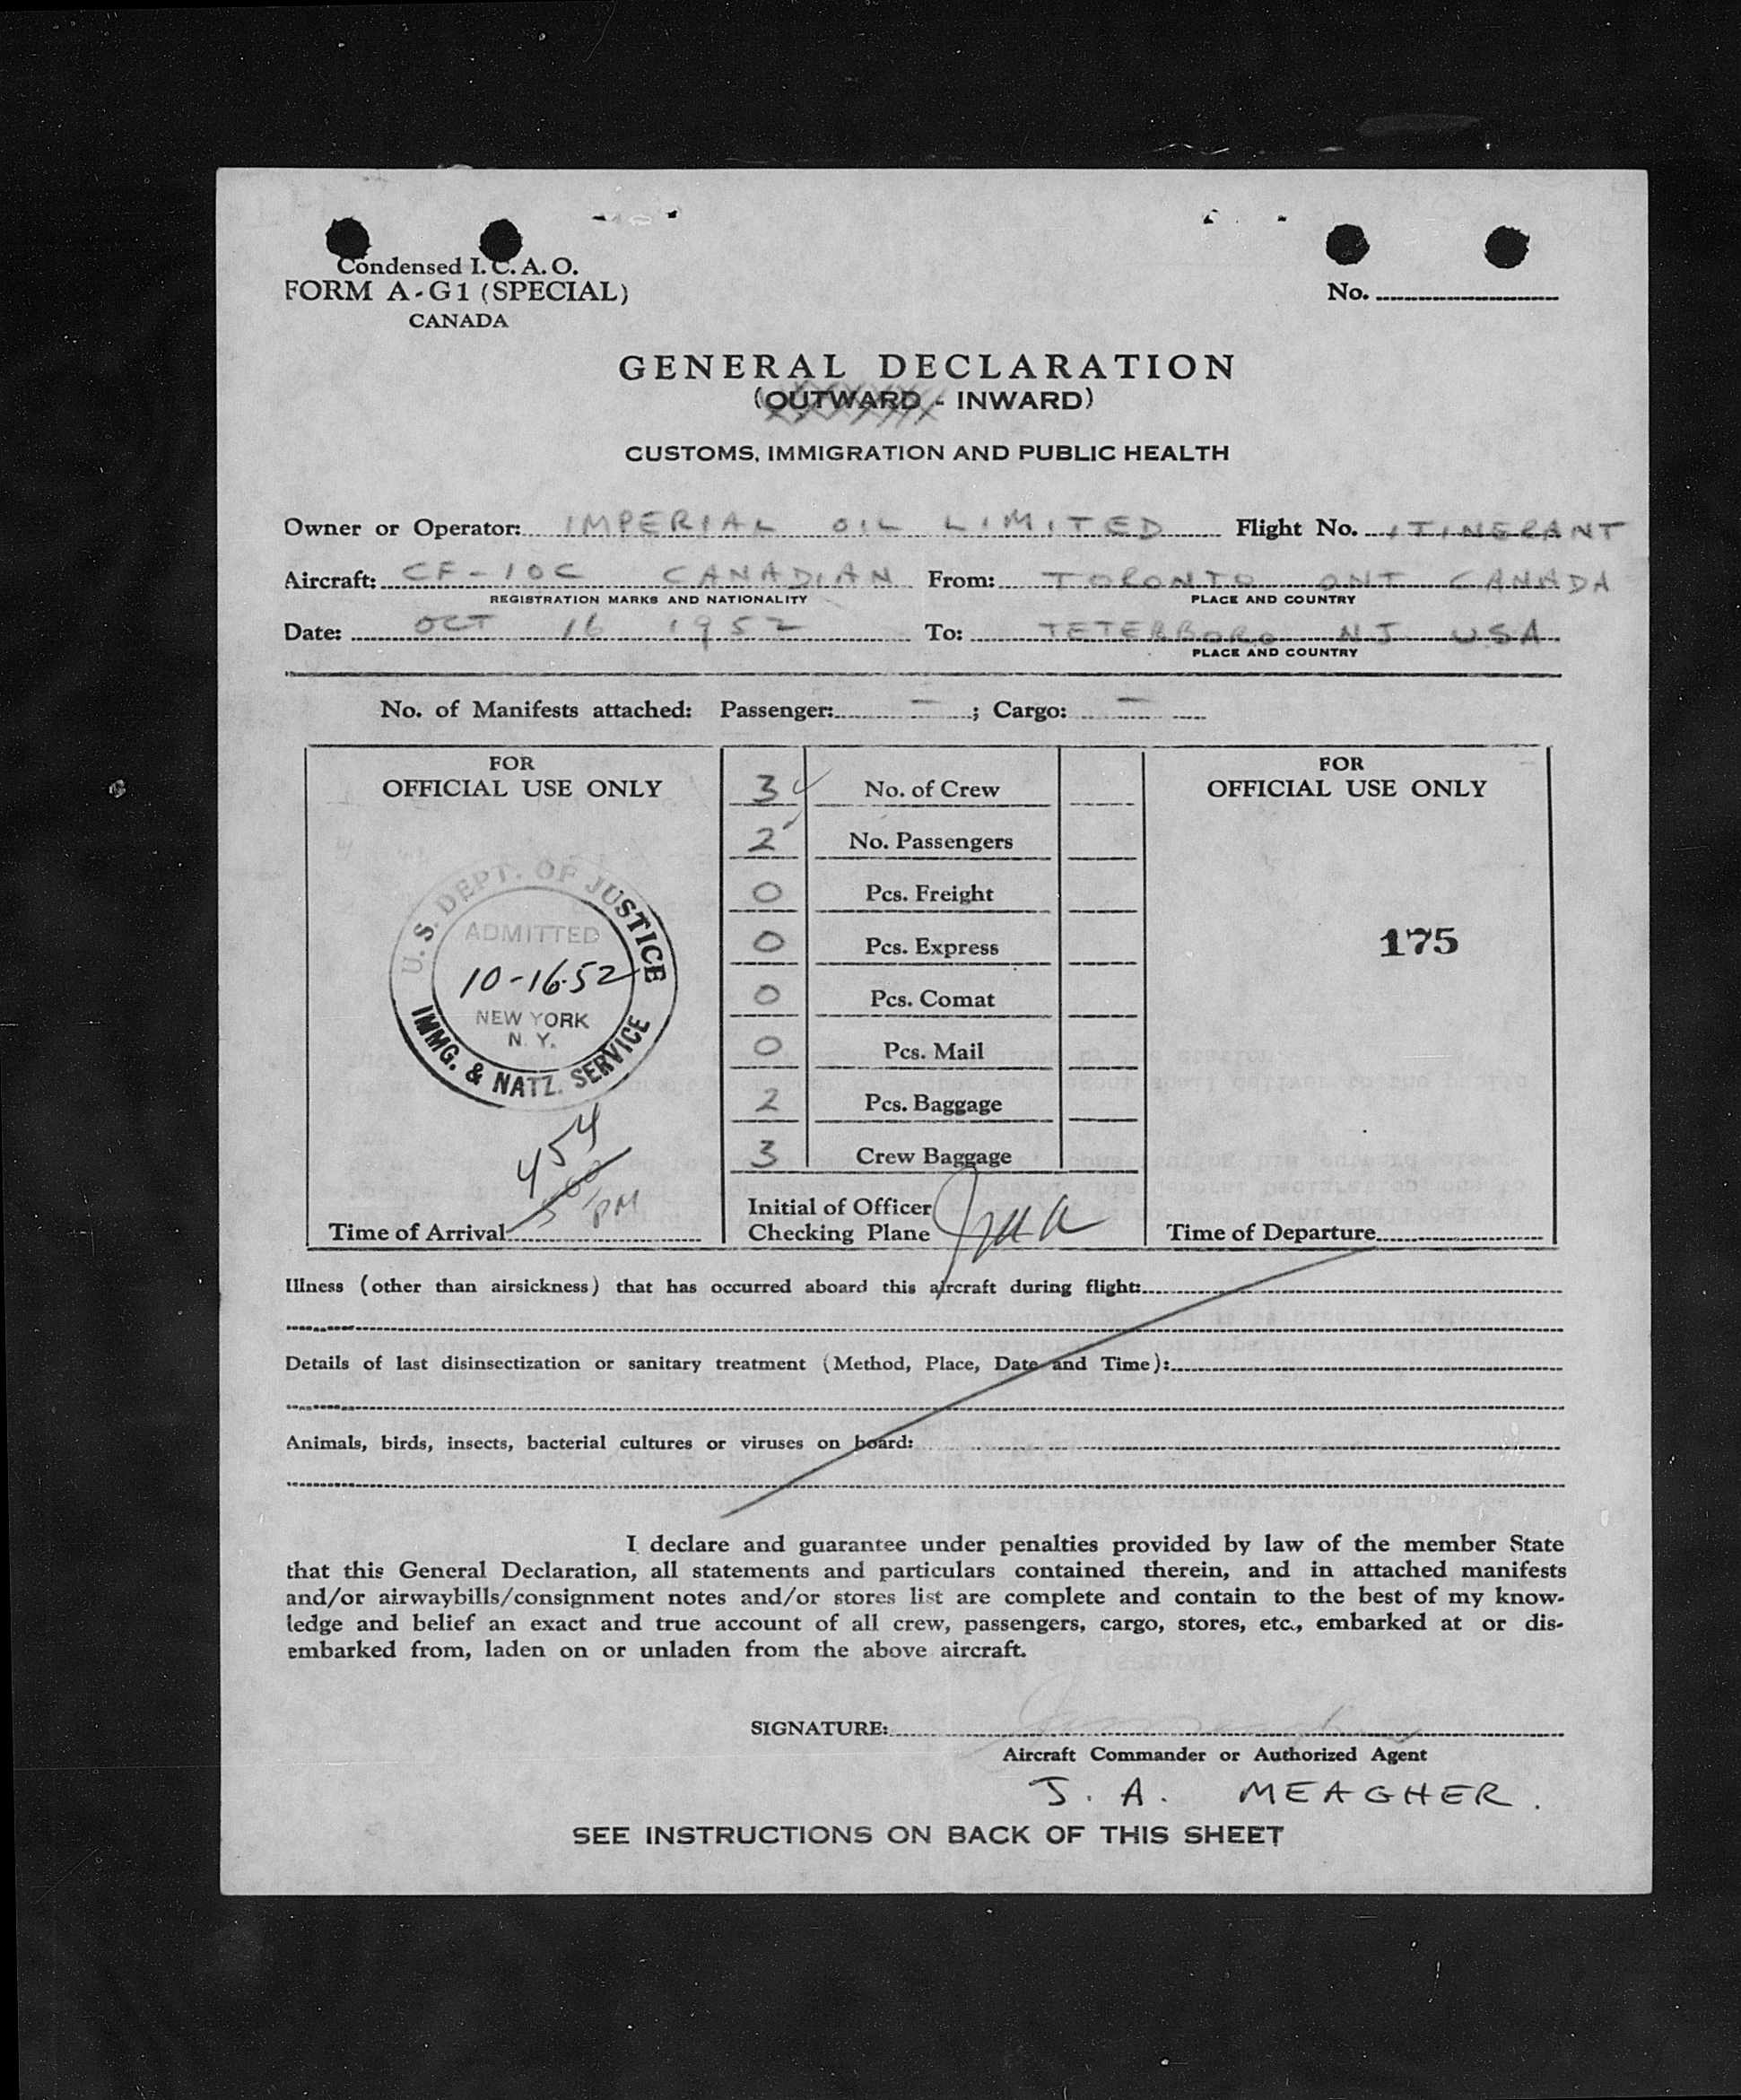 Condensed I. C. A. O.
FORM A-G1 (SPECIAL)
CANADA
No.
GENERAL DECLARATION
(OUTWARD - INWARD)
CUSTOMS, IMMIGRATION AND PUBLIC HEALTH
Owner or Operator: IMPERIAL OIL LIMITED Flight No. ITINERANT
Aircraft: CF-IOC CANADIAN From: TORONTO ONT CANADA
REGISTRATION MARKS AND NATIONALITY PLACE AND COUNTRY
Date: OCT 16 1952 To: TETERBORO NJ USA
PLACE AND COUNTRY
No. of Manifests attached: Passenger: - ; Cargo: -
FOR
OFFICIAL USE ONLY
U. S. DEPT. OF JUSTICE
ADMITTED
10-16-52
NEW YORK
N. Y.
IMMG. & NATZ. SERVICE
454
5:00 PM
Time of Arrival
3 No. of Crew
2 No. Passengers
0 Pcs. Freight
0 Pcs. Express
0 Pcs. Comat
0 Pcs. Mail
2 Pcs. Baggage
3 Crew Baggage
Initial of Officer
Checking Plane
FOR
OFFICIAL USE ONLY
175
Time of Departure
Illness (other than airsickness) that has occurred aboard this aircraft during flight:
Details of last disinsectization or sanitary treatment (Method, Place, Date and Time):
Animals, birds, insects, bacterial cultures or viruses on board:
I declare and guarantee under penalties provided by law of the member State
that this General Declaration, all statements and particulars contained therein, and in attached manifests
and/or airwaybills/consignment notes and/or stores list are complete and contain to the best of my know-
ledge and belief an exact and true account of all crew, passengers, cargo, stores, etc., embarked at or dis-
embarked from, laden on or unladen from the above aircraft.
SIGNATURE:
Aircraft Commander or Authorized Agent
J. A. MEAGHER.
SEE INSTRUCTIONS ON BACK OF THIS SHEET